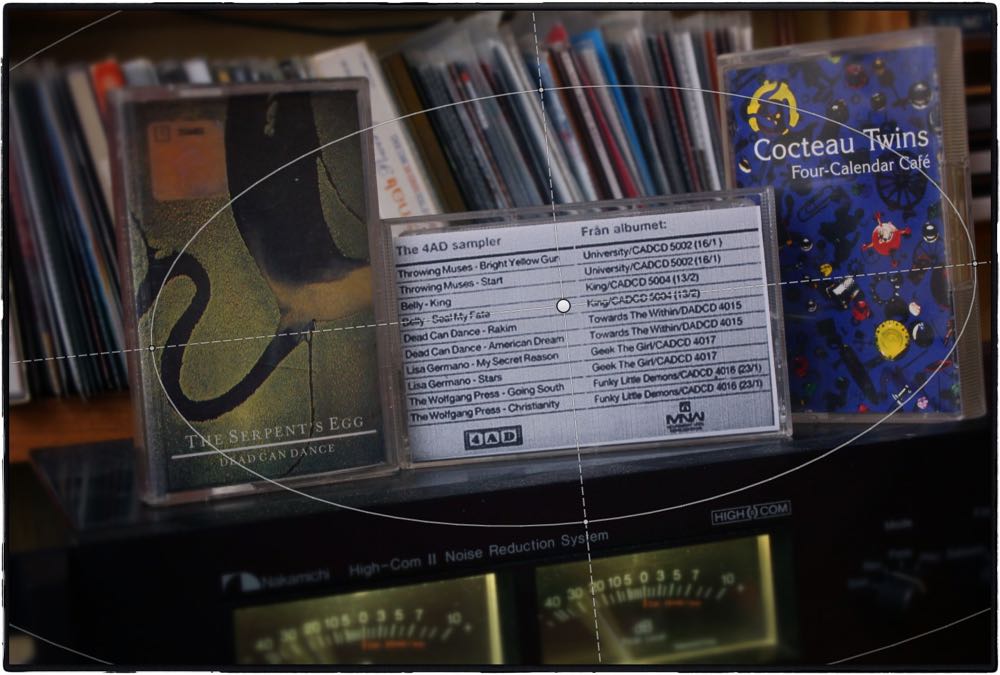 Cocteau Twins
Four-Calendar Café
The 4AD sampler
Från albumet:
Throwing Muses - Bright Yellow Gun
University/CADCD 5002 (16/1)
Throwing Muses - Start
University/CADCD 5002 (16/1)
Belly - King
King/CADCD 5004 (13/2)
Belly - Seal My Fate
King/CADCD 5004 (13/2)
Dead Can Dance - Rakim
Towards The Within/DADCD 4015
Dead Can Dance - American Dream
Towards The Within/DADCD 4015
Lisa Germano - My Secret Reason
Geek The Girl/CADCD 4017
Lisa Germano - Stars
Geek The Girl/CADCD 4017
The Wolfgang Press - Going South
Funky Little Demons/CADCD 4016 (23/1)
The Wolfgang Press - Christianity
Funky Little Demons/CADCD 4016 (23/1)
4AD
MNW
THE SERPENT'S EGG
DEAD CAN DANCE
HIGH COM
Nakamichi High-Com II Noise Reduction System
40 30 20 10 5 0 3 5 7 10 +
40 30 20 10 5 0 3 5 7 10 +
dB